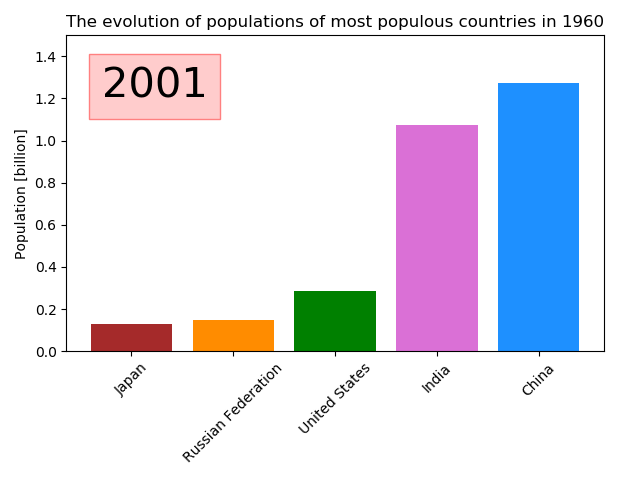 The evolution of populations of most populous countries in 1960
2001
Population [billion]
1.4
1.2
1.0
0.8
0.6
0.4
0.2
0.0
Japan
Russian Federation
United States
India
China